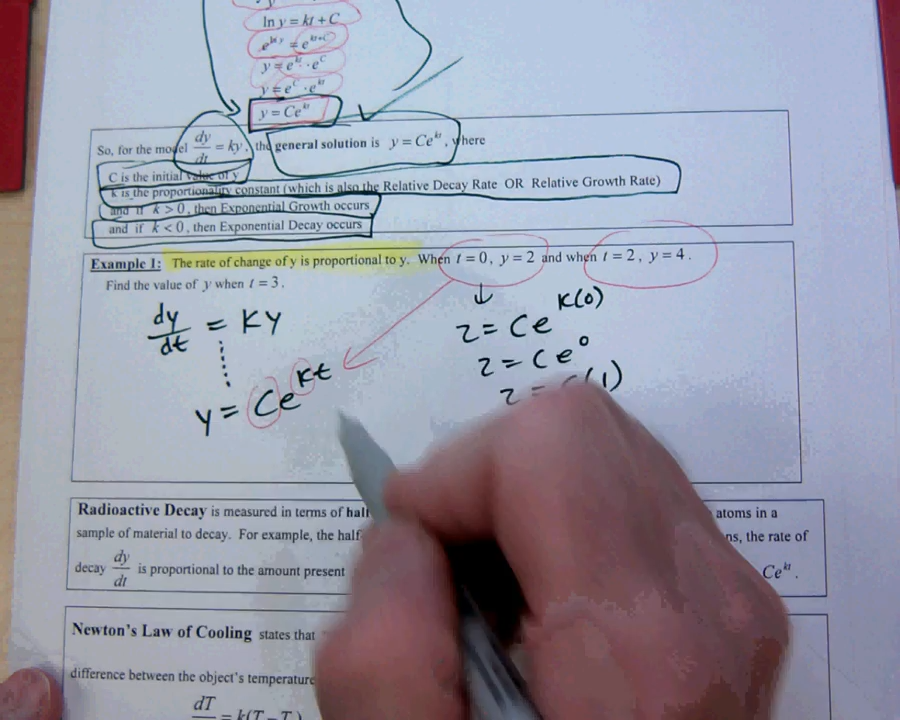 ln y = kt + C
e^{ln y} = e^{kt+C}
y = e^{kt} · e^C
y = e^C · e^{kt}
y = Ce^{kt}
So, for the model dy/dt = ky, the general solution is y = Ce^{kt}, where
C is the initial value of y
k is the proportionality constant (which is also the Relative Decay Rate OR Relative Growth Rate)
and if k > 0, then Exponential Growth occurs
and if k < 0, then Exponential Decay occurs
Example 1: The rate of change of y is proportional to y. When t = 0, y = 2 and when t = 2, y = 4.
Find the value of y when t = 3.
dy/dt = Ky
y = Ce^{Kt}
2 = Ce^{K(0)}
2 = Ce^0
2 = C(1)
Radioactive Decay is measured in terms of half atoms in a
sample of material to decay. For example, the half- the rate of
decay dy/dt is proportional to the amount present Ce^{kt}.
Newton's Law of Cooling states that
difference between the object's temperature
dT = k(T − T